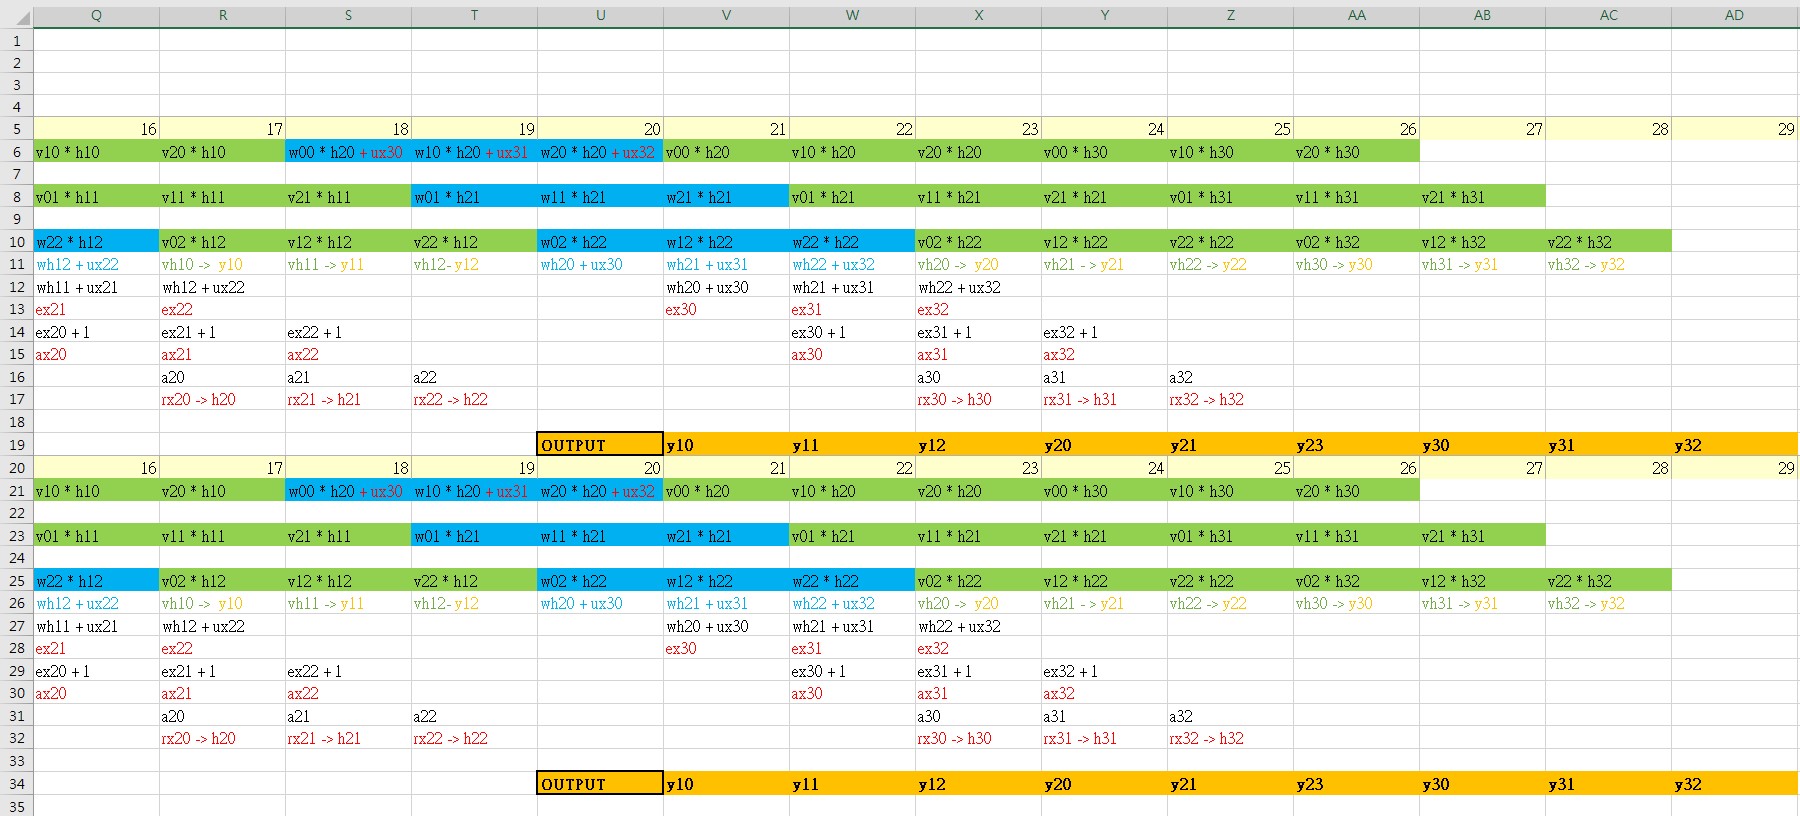 Q R S T U V W X Y Z AA AB AC AD
1
2
3
4
5 16 17 18 19 20 21 22 23 24 25 26 27 28 29
6 v10 * h10 v20 * h10 w00 * h20 + ux30 w10 * h20 + ux31 w20 * h20 + ux32 v00 * h20 v10 * h20 v20 * h20 v00 * h30 v10 * h30 v20 * h30
7
8 v01 * h11 v11 * h11 v21 * h11 w01 * h21 w11 * h21 w21 * h21 v01 * h21 v11 * h21 v21 * h21 v01 * h31 v11 * h31 v21 * h31
9
10 w22 * h12 v02 * h12 v12 * h12 v22 * h12 w02 * h22 w12 * h22 w22 * h22 v02 * h22 v12 * h22 v22 * h22 v02 * h32 v12 * h32 v22 * h32
11 wh12 + ux22 vh10 -> y10 vh11 -> y11 vh12- y12 wh20 + ux30 wh21 + ux31 wh22 + ux32 vh20 -> y20 vh21 -> y21 vh22 -> y22 vh30 -> y30 vh31 -> y31 vh32 -> y32
12 wh11 + ux21 wh12 + ux22 wh20 + ux30 wh21 + ux31 wh22 + ux32
13 ex21 ex22 ex30 ex31 ex32
14 ex20 + 1 ex21 + 1 ex22 + 1 ex30 + 1 ex31 + 1 ex32 + 1
15 ax20 ax21 ax22 ax30 ax31 ax32
16 a20 a21 a22 a30 a31 a32
17 rx20 -> h20 rx21 -> h21 rx22 -> h22 rx30 -> h30 rx31 -> h31 rx32 -> h32
18
19 OUTPUT y10 y11 y12 y20 y21 y23 y30 y31 y32
20 16 17 18 19 20 21 22 23 24 25 26 27 28 29
21 v10 * h10 v20 * h10 w00 * h20 + ux30 w10 * h20 + ux31 w20 * h20 + ux32 v00 * h20 v10 * h20 v20 * h20 v00 * h30 v10 * h30 v20 * h30
22
23 v01 * h11 v11 * h11 v21 * h11 w01 * h21 w11 * h21 w21 * h21 v01 * h21 v11 * h21 v21 * h21 v01 * h31 v11 * h31 v21 * h31
24
25 w22 * h12 v02 * h12 v12 * h12 v22 * h12 w02 * h22 w12 * h22 w22 * h22 v02 * h22 v12 * h22 v22 * h22 v02 * h32 v12 * h32 v22 * h32
26 wh12 + ux22 vh10 -> y10 vh11 -> y11 vh12- y12 wh20 + ux30 wh21 + ux31 wh22 + ux32 vh20 -> y20 vh21 -> y21 vh22 -> y22 vh30 -> y30 vh31 -> y31 vh32 -> y32
27 wh11 + ux21 wh12 + ux22 wh20 + ux30 wh21 + ux31 wh22 + ux32
28 ex21 ex22 ex30 ex31 ex32
29 ex20 + 1 ex21 + 1 ex22 + 1 ex30 + 1 ex31 + 1 ex32 + 1
30 ax20 ax21 ax22 ax30 ax31 ax32
31 a20 a21 a22 a30 a31 a32
32 rx20 -> h20 rx21 -> h21 rx22 -> h22 rx30 -> h30 rx31 -> h31 rx32 -> h32
33
34 OUTPUT y10 y11 y12 y20 y21 y23 y30 y31 y32
35